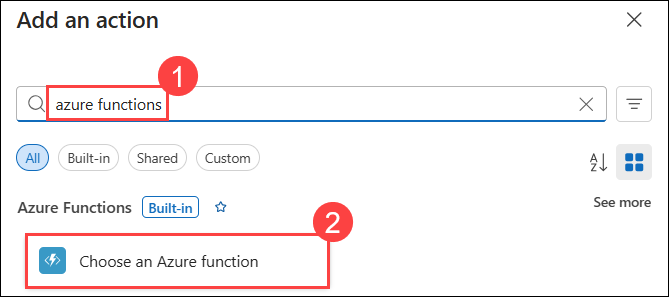 Add an action
1
azure functions
All Built-in Shared Custom
A
Z
Azure Functions Built-in See more
2
Choose an Azure function